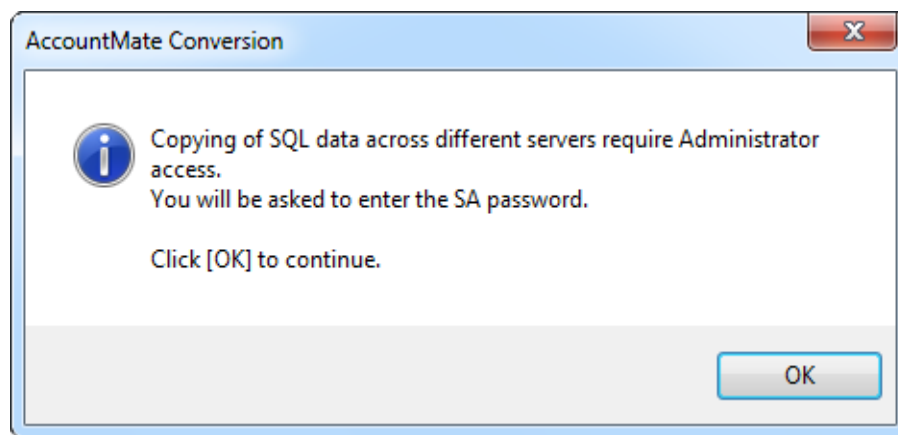 AccountMate Conversion
Copying of SQL data across different servers require Administrator
access.
You will be asked to enter the SA password.
Click [OK] to continue.
OK